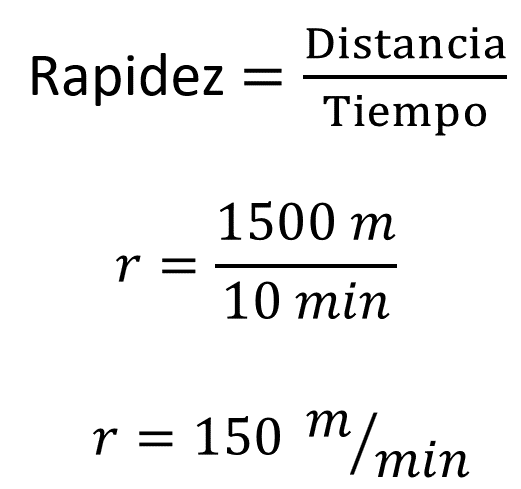 Rapidez = Distancia / Tiempo
r = 1500 m / 10 min
r = 150 m/min